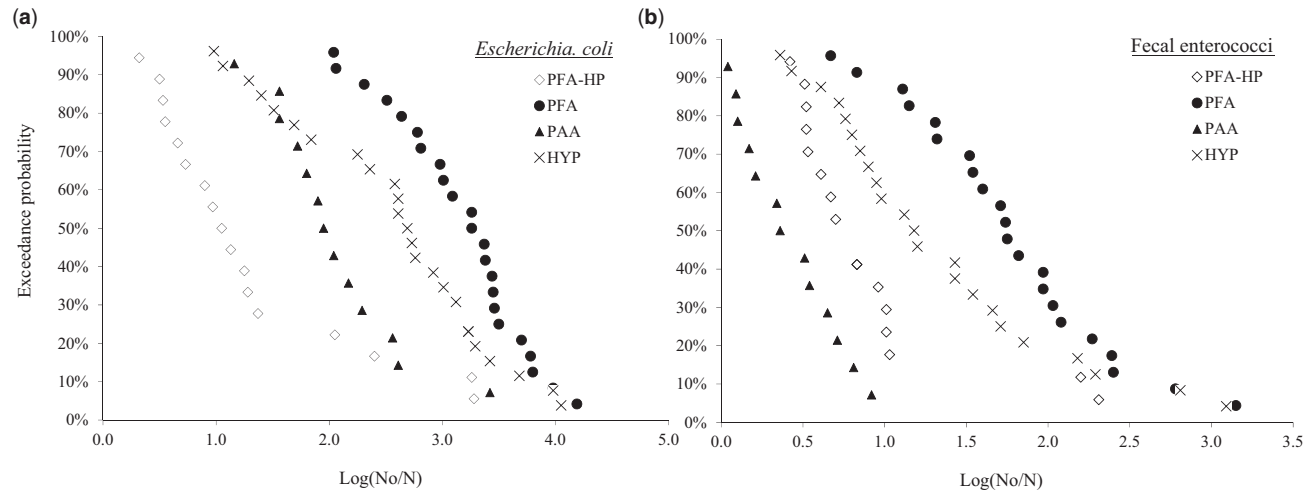 (a)
Escherichia. coli
PFA-HP
PFA
PAA
HYP
Exceedance probability
100%
90%
80%
70%
60%
50%
40%
30%
20%
10%
0%
0.0 1.0 2.0 3.0 4.0 5.0
Log(No/N)
(b)
Fecal enterococci
PFA-HP
PFA
PAA
HYP
100%
90%
80%
70%
60%
50%
40%
30%
20%
10%
0%
0.0 0.5 1.0 1.5 2.0 2.5 3.0 3.5
Log(No/N)